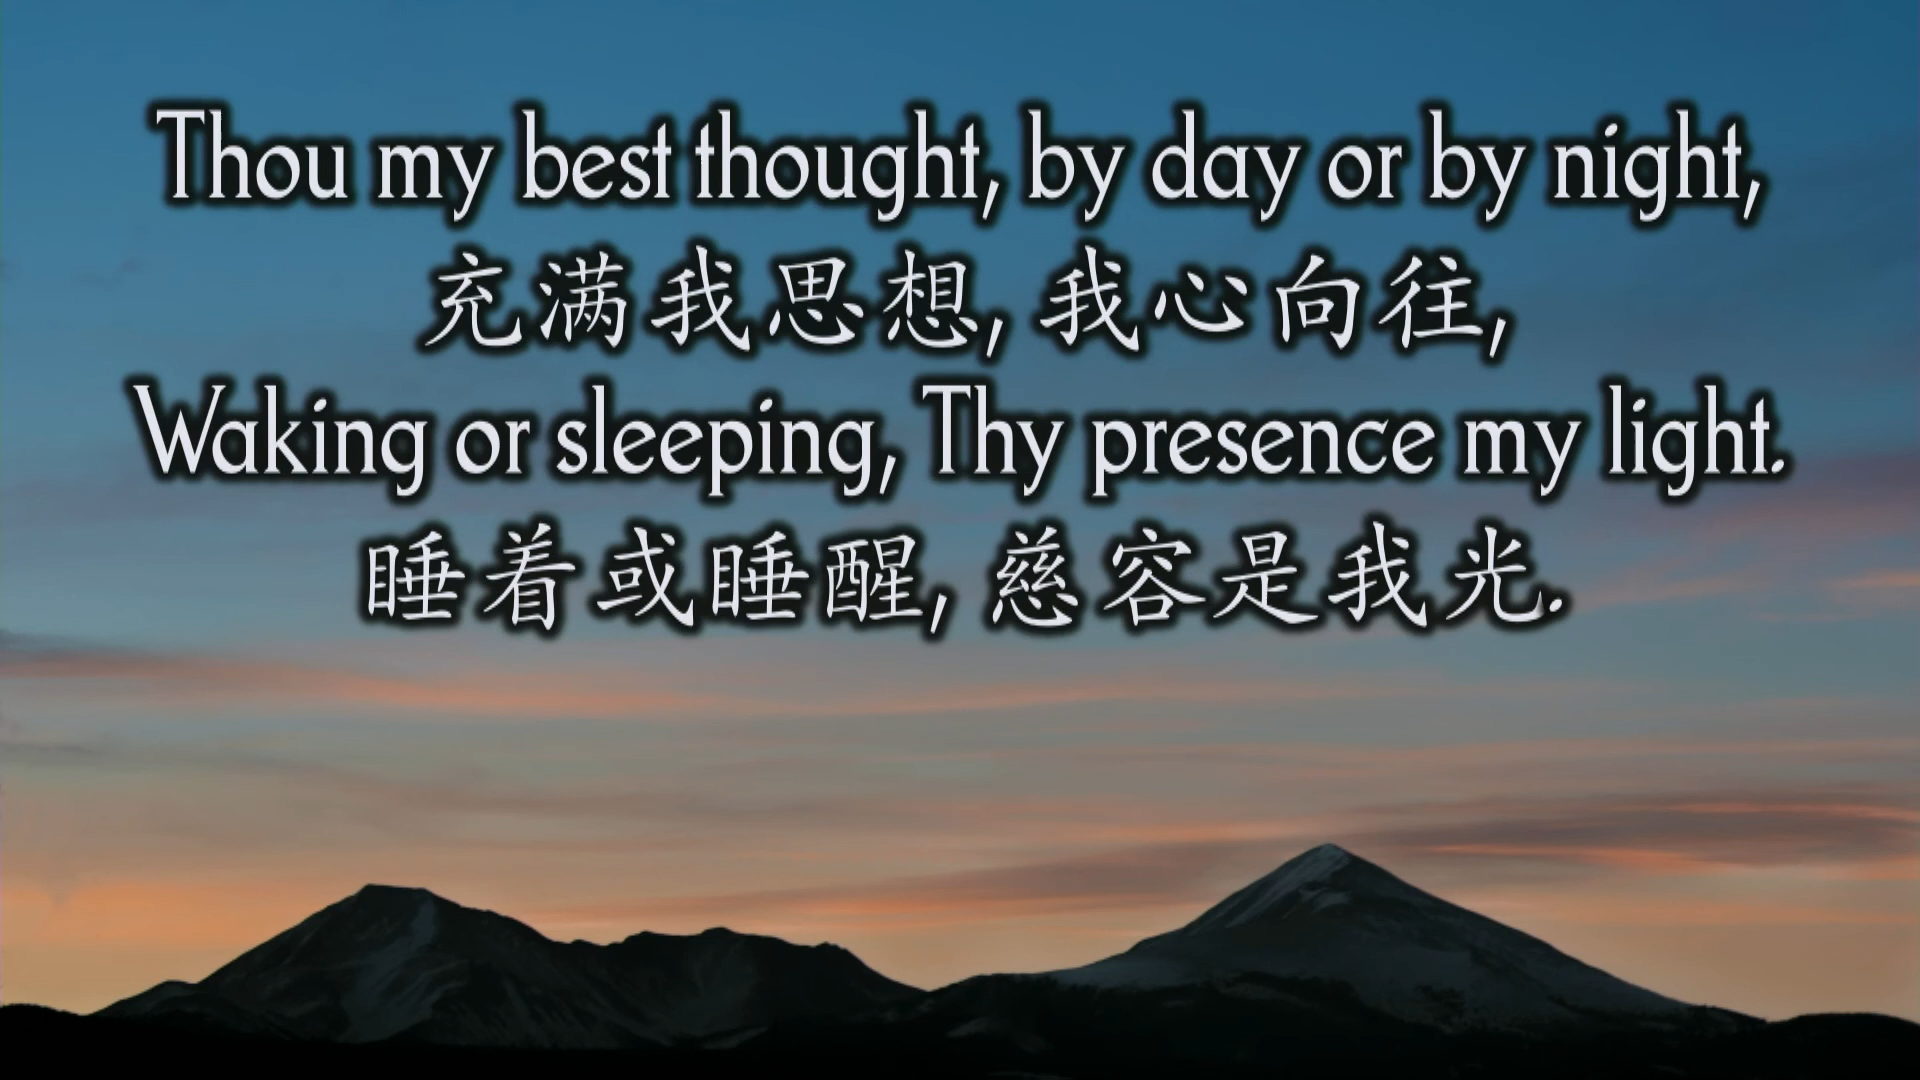 Thou my best thought, by day or by night,
充满我思想, 我心向往,
Waking or sleeping, Thy presence my light.
睡着或睡醒, 慈容是我光.